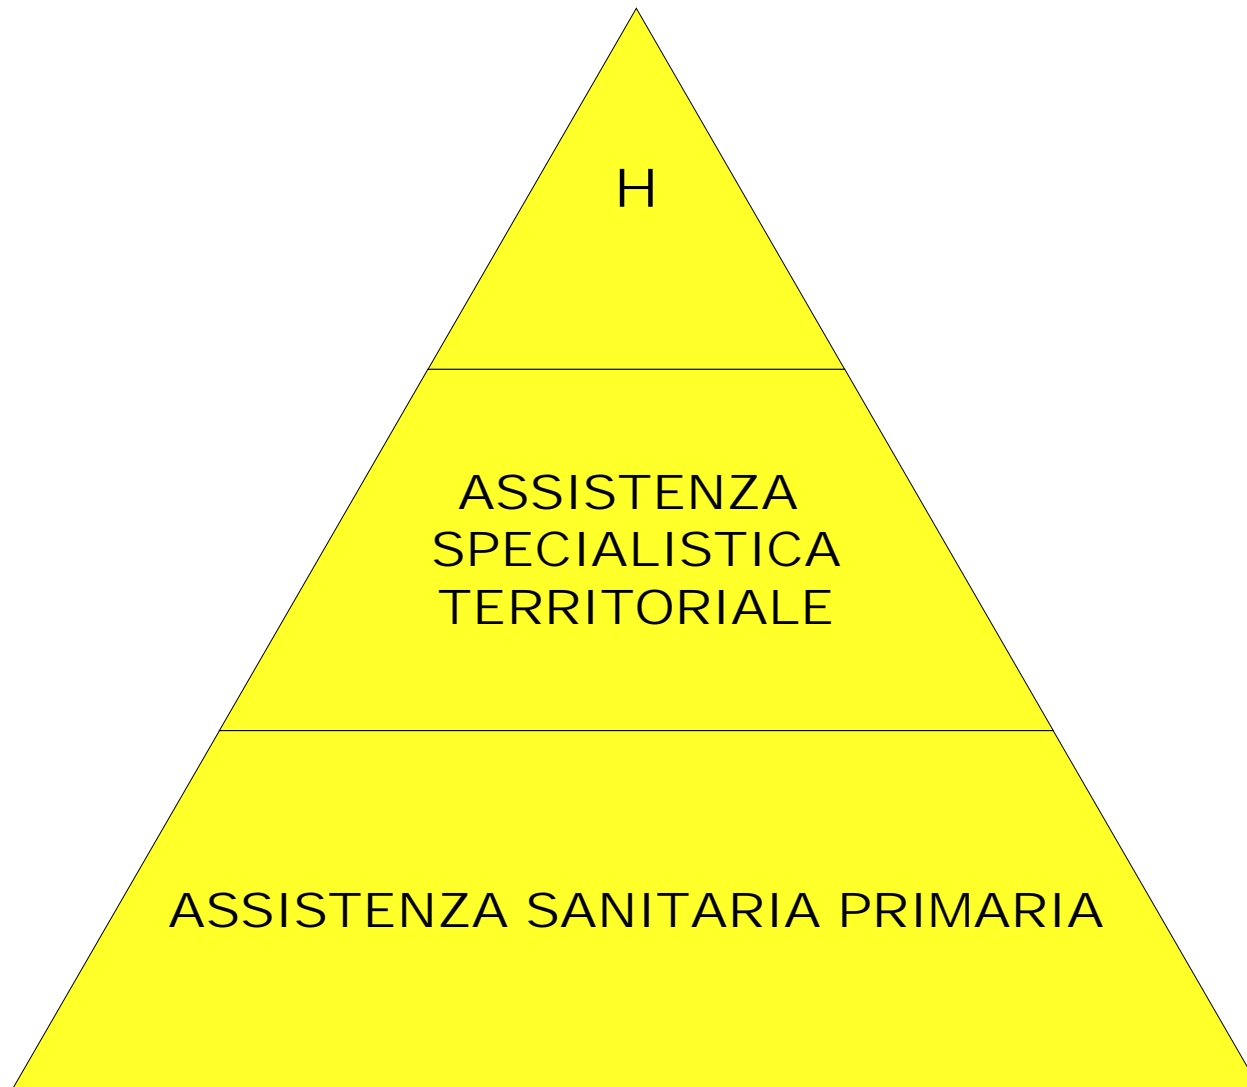 H
ASSISTENZA
SPECIALISTICA
TERRITORIALE
ASSISTENZA SANITARIA PRIMARIA